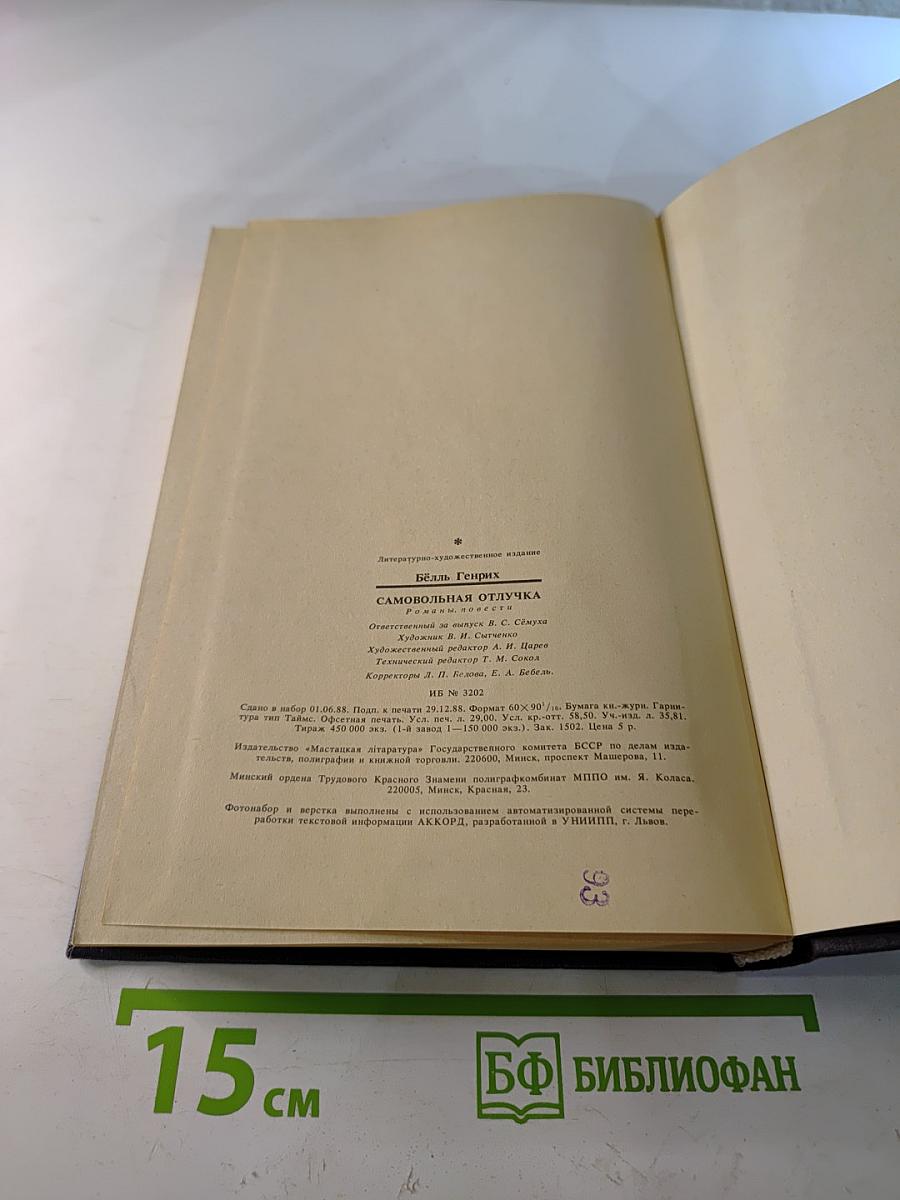 *
Литературно-художественное издание
Бёлль Генрих
САМОВОЛЬНАЯ ОТЛУЧКА
Романы, повести
Ответственный за выпуск В. С. Сёмуха
Художник В. И. Сытченко
Художественный редактор А. И. Царев
Технический редактор Т. М. Сокол
Корректоры Л. П. Белова, Е. А. Бебель.
ИБ № 3202
Сдано в набор 01.06.88. Подп. к печати 29.12.88. Формат 60×90¹/₁₆. Бумага кн.-журн. Гарни-
тура тип Таймс. Офсетная печать. Усл. печ. л. 29,00. Усл. кр.-отт. 58,50. Уч.-изд. л. 35,81.
Тираж 450 000 экз. (1-й завод 1—150 000 экз.). Зак. 1502. Цена 5 р.
Издательство «Мастацкая літаратура» Государственного комитета БССР по делам изда-
тельств, полиграфии и книжной торговли. 220600, Минск, проспект Машерова, 11.
Минский ордена Трудового Красного Знамени полиграфкомбинат МППО им. Я. Коласа.
220005, Минск, Красная, 23.
Фотонабор и верстка выполнены с использованием автоматизированной системы пере-
работки текстовой информации АККОРД, разработанной в УНИИПП, г. Львов.
93
15 см
БФ БИБЛИОФАН